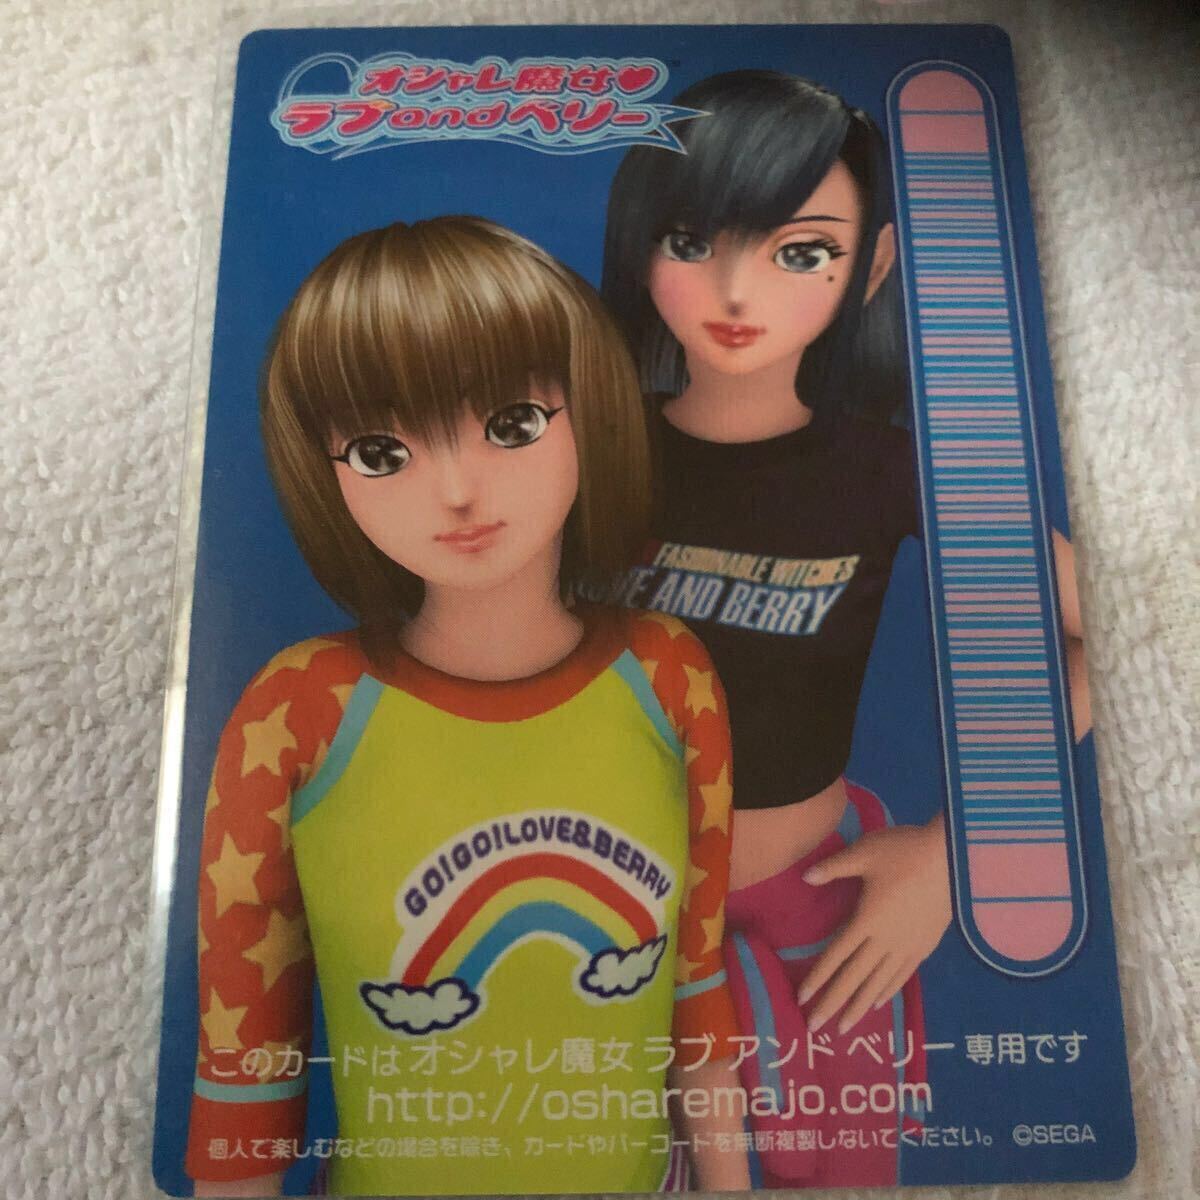 オシャレ魔女♥
ラブandベリー
™
FASHIONABLE WITCHES
AND BERRY
GO!GO!LOVE&BERRY
このカードはオシャレ魔女 ラブ アンド ベリー 専用です
http://osharemajo.com
個人で楽しむなどの場合を除き、カードやバーコードを無断複製しないでください。 ©SEGA